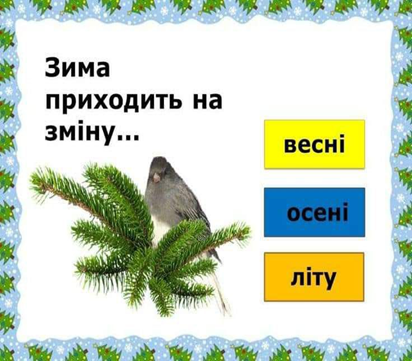 Зима
приходить на
зміну...
весні
осені
літу